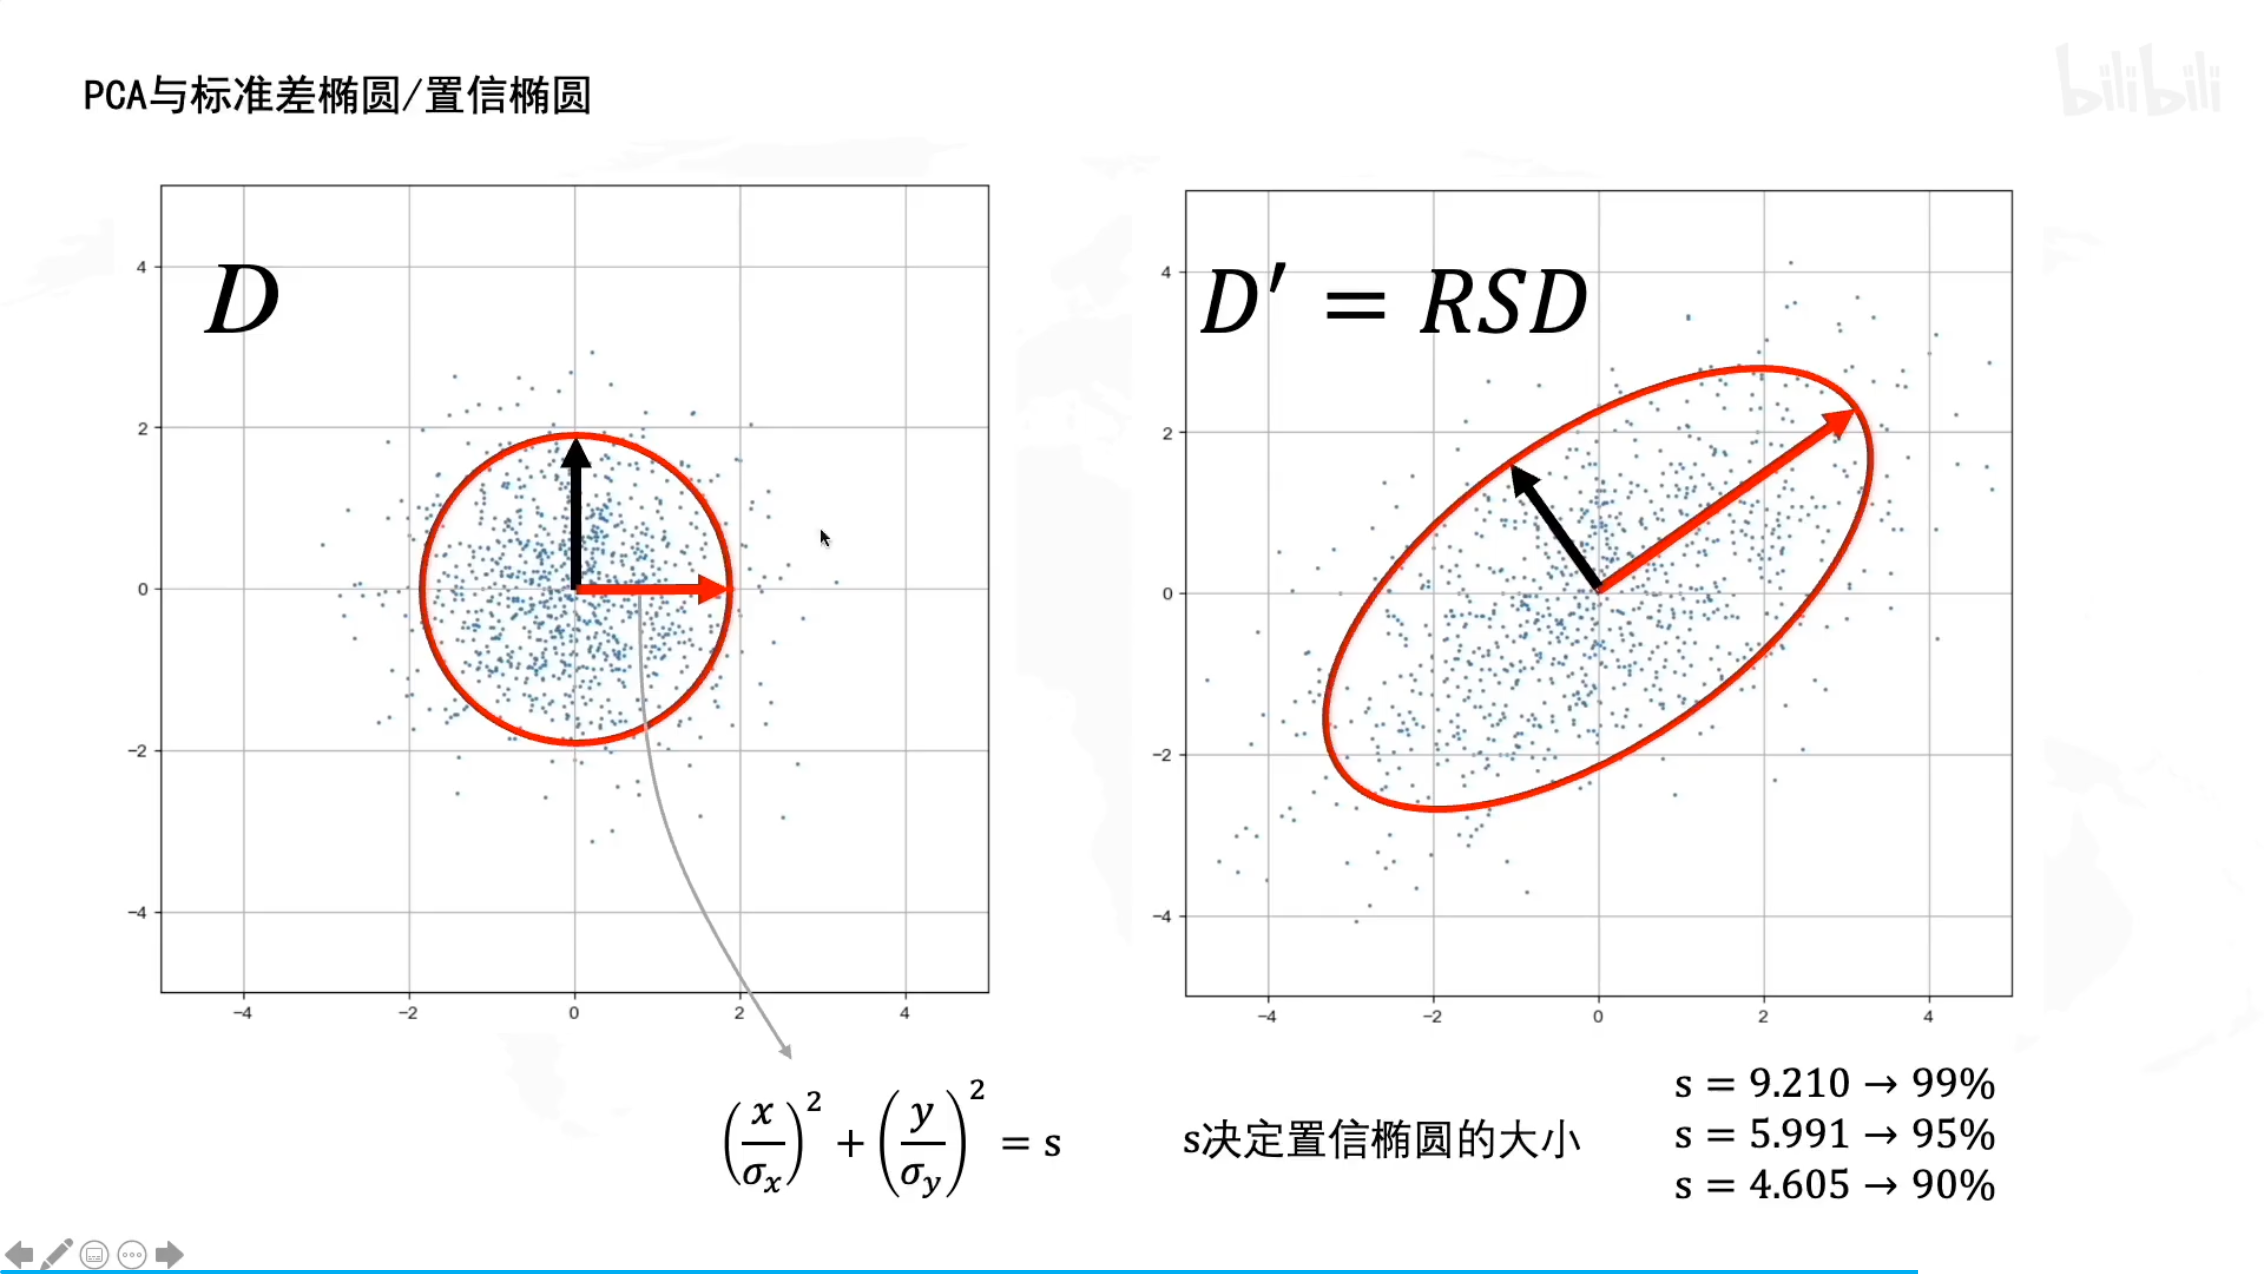 PCA与标准差椭圆/置信椭圆
bilibili
D
4
2
0
−2
−4
−4
−2
0
2
4
D′ = RSD
4
2
0
−2
−4
−4
−2
0
2
4
(x/σx)² + (y/σy)² = s
s决定置信椭圆的大小
s = 9.210 → 99%
s = 5.991 → 95%
s = 4.605 → 90%